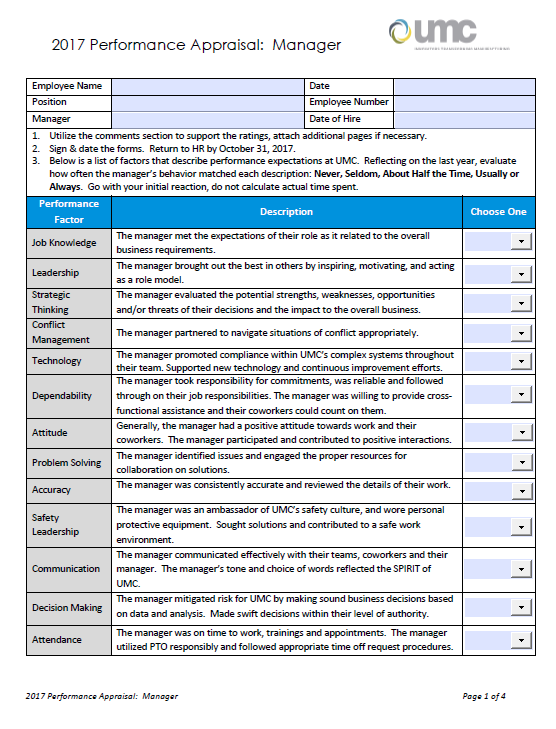 2017 Performance Appraisal:  Manager
umc
Employee Name
Date
Position
Employee Number
Manager
Date of Hire
1. Utilize the comments section to support the ratings, attach additional pages if necessary.
2. Sign & date the forms.  Return to HR by October 31, 2017.
3. Below is a list of factors that describe performance expectations at UMC.  Reflecting on the last year, evaluate
how often the manager's behavior matched each description: Never, Seldom, About Half the Time, Usually or
Always.  Go with your initial reaction, do not calculate actual time spent.
Performance
Factor
Description
Choose One
Job Knowledge
The manager met the expectations of their role as it related to the overall
business requirements.
Leadership
The manager brought out the best in others by inspiring, motivating, and acting
as a role model.
Strategic
Thinking
The manager evaluated the potential strengths, weaknesses, opportunities
and/or threats of their decisions and the impact to the overall business.
Conflict
Management
The manager partnered to navigate situations of conflict appropriately.
Technology
The manager promoted compliance within UMC's complex systems throughout
their team. Supported new technology and continuous improvement efforts.
Dependability
The manager took responsibility for commitments, was reliable and followed
through on their job responsibilities. The manager was willing to provide cross-
functional assistance and their coworkers could count on them.
Attitude
Generally, the manager had a positive attitude towards work and their
coworkers.  The manager participated and contributed to positive interactions.
Problem Solving
The manager identified issues and engaged the proper resources for
collaboration on solutions.
Accuracy
The manager was consistently accurate and reviewed the details of their work.
Safety
Leadership
The manager was an ambassador of UMC's safety culture, and wore personal
protective equipment.  Sought solutions and contributed to a safe work
environment.
Communication
The manager communicated effectively with their teams, coworkers and their
manager.  The manager's tone and choice of words reflected the SPIRIT of
UMC.
Decision Making
The manager mitigated risk for UMC by making sound business decisions based
on data and analysis.  Made swift decisions within their level of authority.
Attendance
The manager was on time to work, trainings and appointments.  The manager
utilized PTO responsibly and followed appropriate time off request procedures.
2017 Performance Appraisal:  Manager
Page 1 of 4